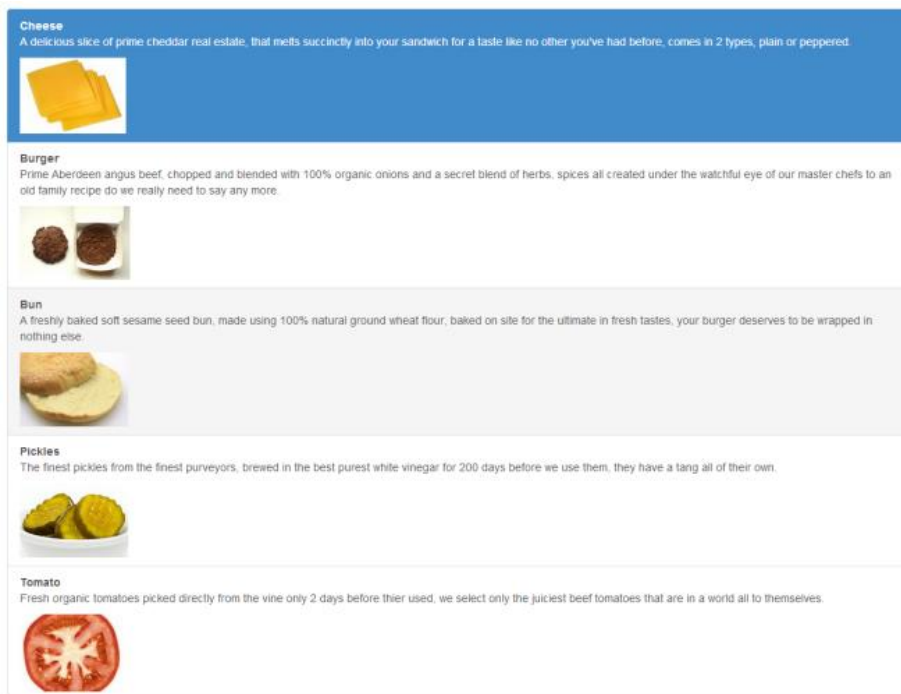 Cheese
A delicious slice of prime cheddar real estate, that melts succinctly into your sandwich for a taste like no other you've had before, comes in 2 types, plain or peppered.
Burger
Prime Aberdeen angus beef, chopped and blended with 100% organic onions and a secret blend of herbs, spices all created under the watchful eye of our master chefs to an
old family recipe do we really need to say any more.
Bun
A freshly baked soft sesame seed bun, made using 100% natural ground wheat flour, baked on site for the ultimate in fresh tastes, your burger deserves to be wrapped in
nothing else.
Pickles
The finest pickles from the finest purveyors, brewed in the best purest white vinegar for 200 days before we use them, they have a tang all of their own.
Tomato
Fresh organic tomatoes picked directly from the vine only 2 days before thier used, we select only the juiciest beef tomatoes that are in a world all to themselves.